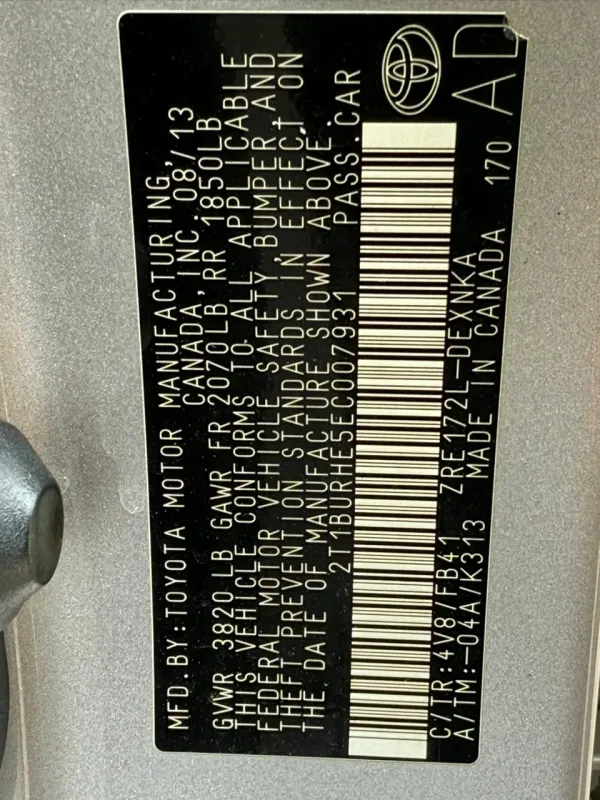 MFD.BY:TOYOTA MOTOR MANUFACTURING,
CANADA, INC. 08/13
GVWR 3820 LB GAWR FR 2070LB, RR 1850LB
THIS VEHICLE CONFORMS TO ALL APPLICABLE
FEDERAL MOTOR VEHICLE SAFETY, BUMPER, AND
THEFT PREVENTION STANDARDS IN EFFECT ON
THE DATE OF MANUFACTURE SHOWN ABOVE.
2T1BURHE5EC007931 PASS.CAR
C/TR:4V8/FB41 ZRE172L-DEXNKA
A/TM:-04A/K313 MADE IN CANADA 170